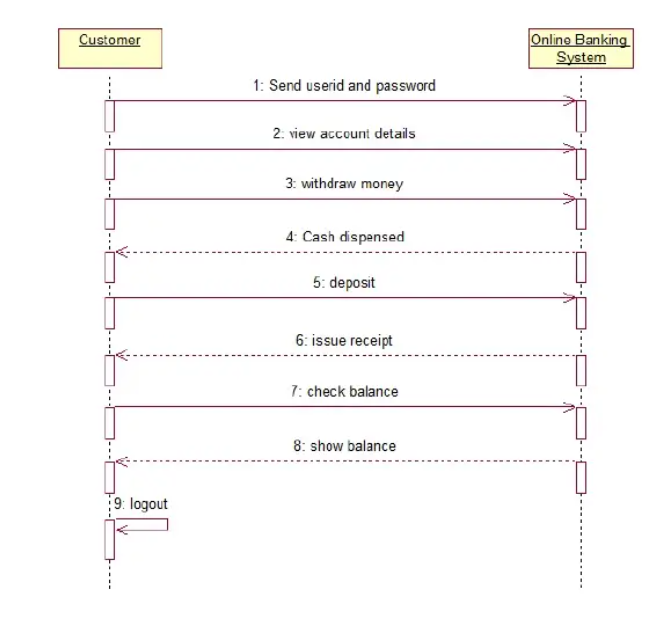 Customer
Online Banking
System
1: Send userid and password
2: view account details
3: withdraw money
4: Cash dispensed
5: deposit
6: issue receipt
7: check balance
8: show balance
9: logout